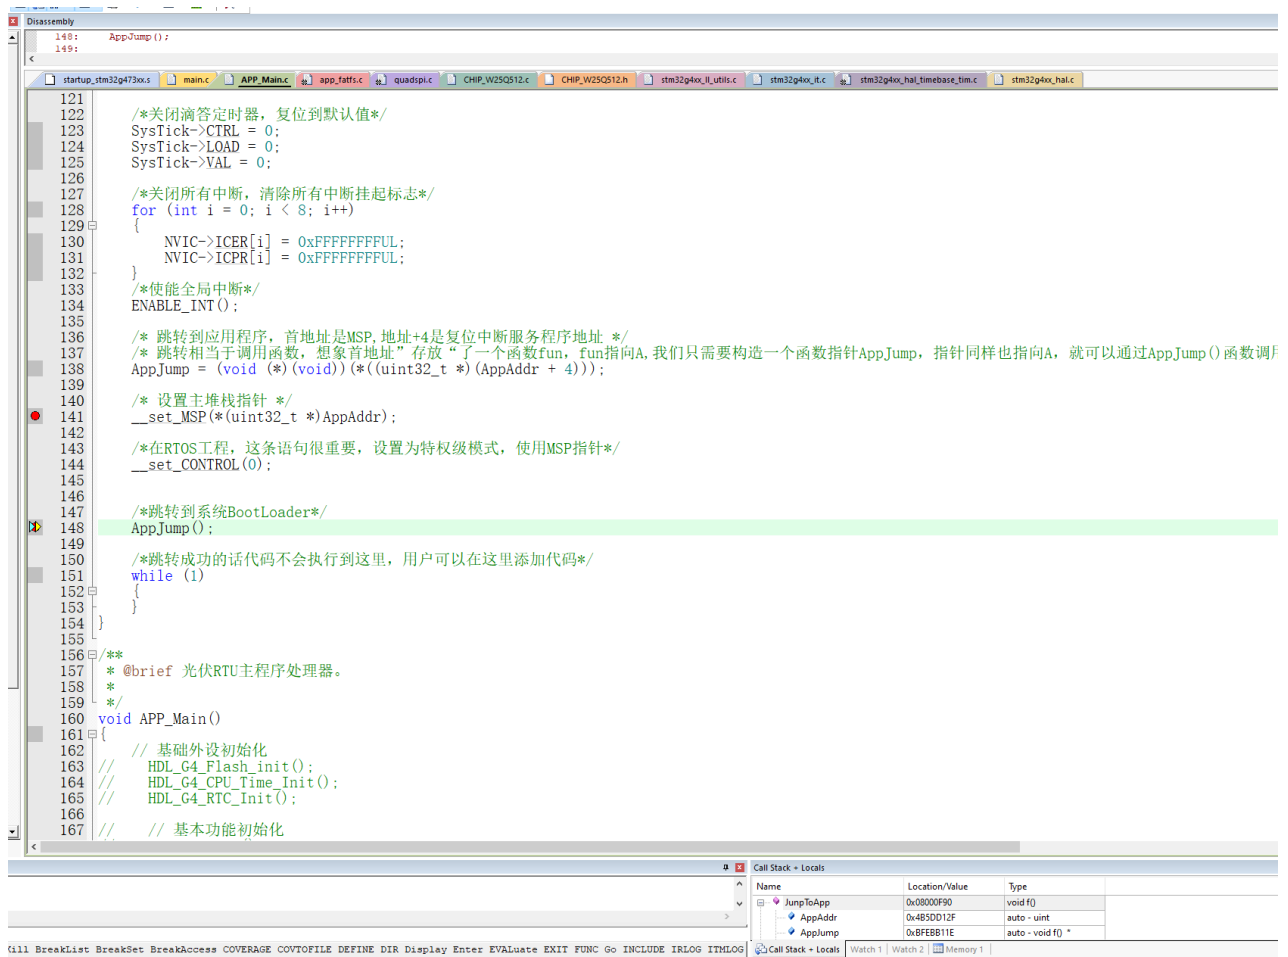 Disassembly
148: AppJump();
149:
startup_stm32g473xx.s main.c APP_Main.c app_fatfs.c quadspi.c CHIP_W25Q512.c CHIP_W25Q512.h stm32g4xx_ll_utils.c stm32g4xx_it.c stm32g4xx_hal_timebase_tim.c stm32g4xx_hal.c
121
122 /*关闭滴答定时器，复位到默认值*/
123 SysTick->CTRL = 0;
124 SysTick->LOAD = 0;
125 SysTick->VAL = 0;
126
127 /*关闭所有中断，清除所有中断挂起标志*/
128 for (int i = 0; i < 8; i++)
129 {
130 NVIC->ICER[i] = 0xFFFFFFFFUL;
131 NVIC->ICPR[i] = 0xFFFFFFFFUL;
132 }
133 /*使能全局中断*/
134 ENABLE_INT();
135
136 /* 跳转到应用程序，首地址是MSP,地址+4是复位中断服务程序地址 */
137 /* 跳转相当于调用函数，想象首地址”存放“了一个函数fun，fun指向A,我们只需要构造一个函数指针AppJump，指针同样也指向A，就可以通过AppJump()函数调用
138 AppJump = (void (*)(void))(*((uint32_t *)(AppAddr + 4)));
139
140 /* 设置主堆栈指针 */
141 __set_MSP(*(uint32_t *)AppAddr);
142
143 /*在RTOS工程，这条语句很重要，设置为特权级模式，使用MSP指针*/
144 __set_CONTROL(0);
145
146
147 /*跳转到系统BootLoader*/
148 AppJump();
149
150 /*跳转成功的话代码不会执行到这里，用户可以在这里添加代码*/
151 while (1)
152 {
153 }
154 }
155
156 /**
157 * @brief 光伏RTU主程序处理器。
158 *
159 */
160 void APP_Main()
161 {
162 // 基础外设初始化
163 // HDL_G4_Flash_init();
164 // HDL_G4_CPU_Time_Init();
165 // HDL_G4_RTC_Init();
166
167 // // 基本功能初始化
Call Stack + Locals
Name Location/Value Type
JunpToApp 0x08000F90 void f()
AppAddr 0x4B5DD12F auto - uint
AppJump 0xBFEBB11E auto - void f() *
Kill BreakList BreakSet BreakAccess COVERAGE COVTOFILE DEFINE DIR Display Enter EVALuate EXIT FUNC Go INCLUDE IRLOG ITMLOG
Call Stack + Locals Watch 1 Watch 2 Memory 1